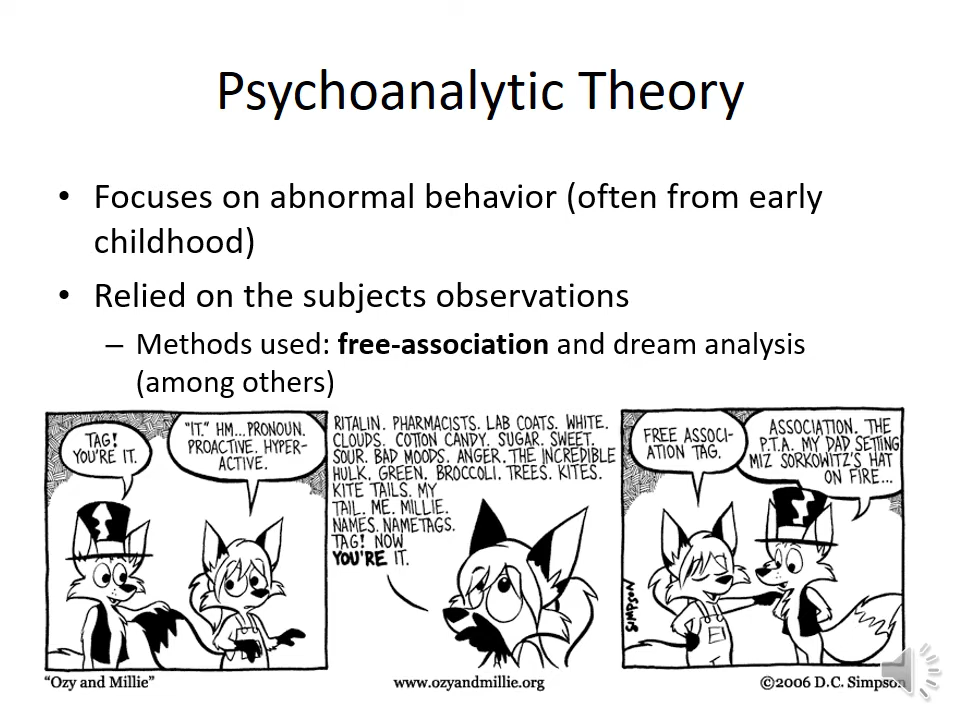 Psychoanalytic Theory
• Focuses on abnormal behavior (often from early
childhood)
• Relied on the subjects observations
– Methods used: free-association and dream analysis
(among others)
TAG!
YOU'RE IT.
"IT." HM...PRONOUN.
PROACTIVE. HYPER-
ACTIVE.
RITALIN. PHARMACISTS. LAB COATS. WHITE.
CLOUDS. COTTON CANDY. SUGAR. SWEET.
SOUR. BAD MOODS. ANGER. THE INCREDIBLE
HULK. GREEN. BROCCOLI. TREES. KITES.
KITE TAILS. MY
TAIL. ME. MILLIE.
NAMES. NAMETAGS.
TAG! NOW
YOU'RE IT.
FREE ASSOCI-
ATION TAG.
ASSOCIATION. THE
P.T.A. MY DAD SETTING
MIZ SORKOWITZ'S HAT
ON FIRE...
SIMPSON
"Ozy and Millie"
www.ozyandmillie.org
©2006 D.C. Simpson